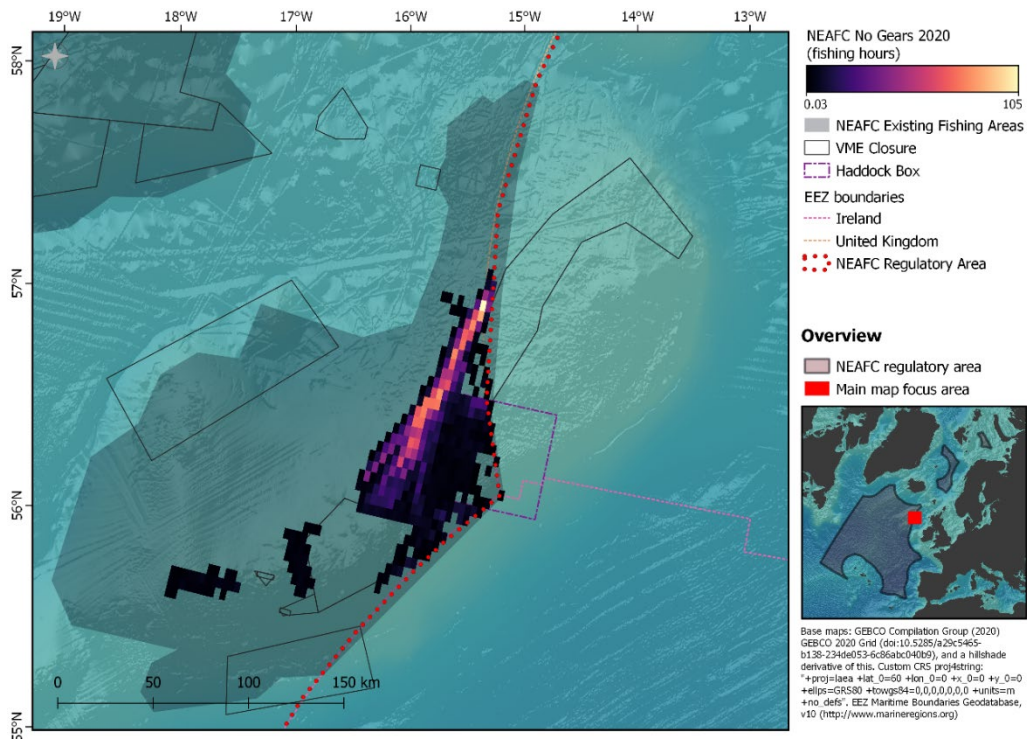 19°W 18°W 17°W 16°W 15°W 14°W 13°W
58°N
57°N
56°N
55°N
0 50 100 150 km
NEAFC No Gears 2020
(fishing hours)
0.03 105
NEAFC Existing Fishing Areas
VME Closure
Haddock Box
EEZ boundaries
Ireland
United Kingdom
NEAFC Regulatory Area
Overview
NEAFC regulatory area
Main map focus area
Base maps: GEBCO Compilation Group (2020)
GEBCO 2020 Grid (doi:10.5285/a29c5465-
b138-234de053-6c86abc040b9), and a hillshade
derivative of this. Custom CRS proj4string:
"+proj=laea +lat_0=60 +lon_0=0 +x_0=0 +y_0=0
+ellps=GRS80 +towgs84=0,0,0,0,0,0,0 +units=m
+no_defs". EEZ Maritime Boundaries Geodatabase,
v10 (http://www.marineregions.org)